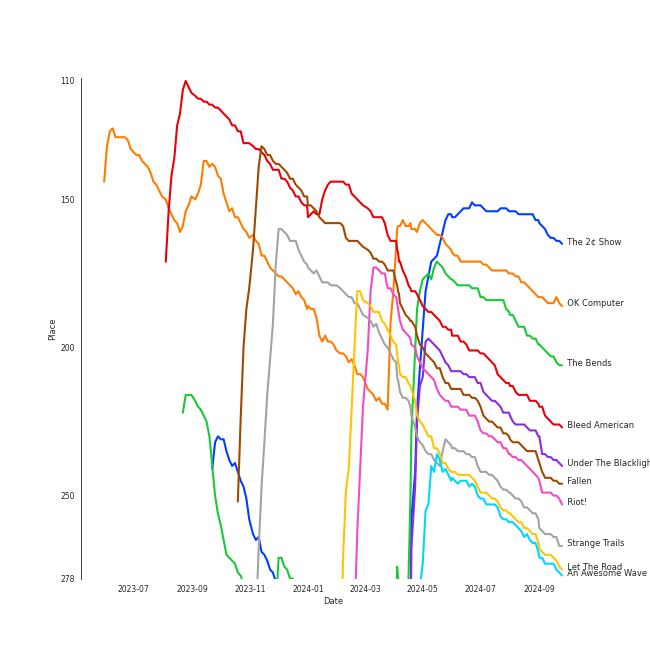 110
150
200
250
278
Place
2023-07
2023-09
2023-11
2024-01
2024-03
2024-05
2024-07
2024-09
Date
The 2¢ Show
OK Computer
The Bends
Bleed American
Under The Blackligh
Fallen
Riot!
Strange Trails
Let The Road
An Awesome Wave